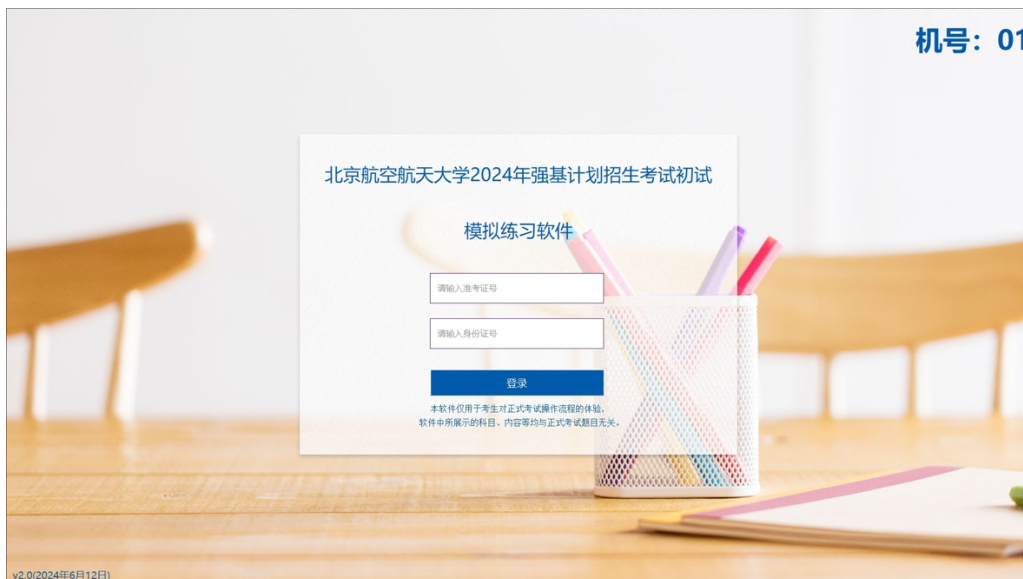 机号：01
北京航空航天大学2024年强基计划招生考试初试
模拟练习软件
请输入准考证号
请输入身份证号
登录
本软件仅用于考生对正式考试操作流程的体验，
软件中所展示的科目、内容等均与正式考试题目无关。
v2.0(2024年6月12日)